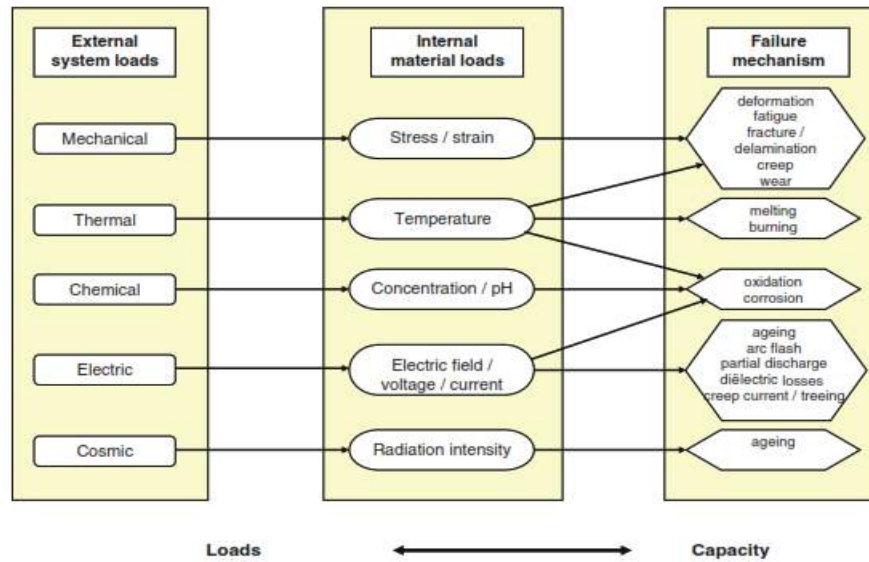 External
system loads
Internal
material loads
Failure
mechanism
Mechanical
Stress / strain
deformation
fatigue
fracture /
delamination
creep
wear
Thermal
Temperature
melting
burning
Chemical
Concentration / pH
oxidation
corrosion
Electric
Electric field /
voltage / current
ageing
arc flash
partial discharge
diëlectric losses
creep current / treeing
Cosmic
Radiation intensity
ageing
Loads
Capacity